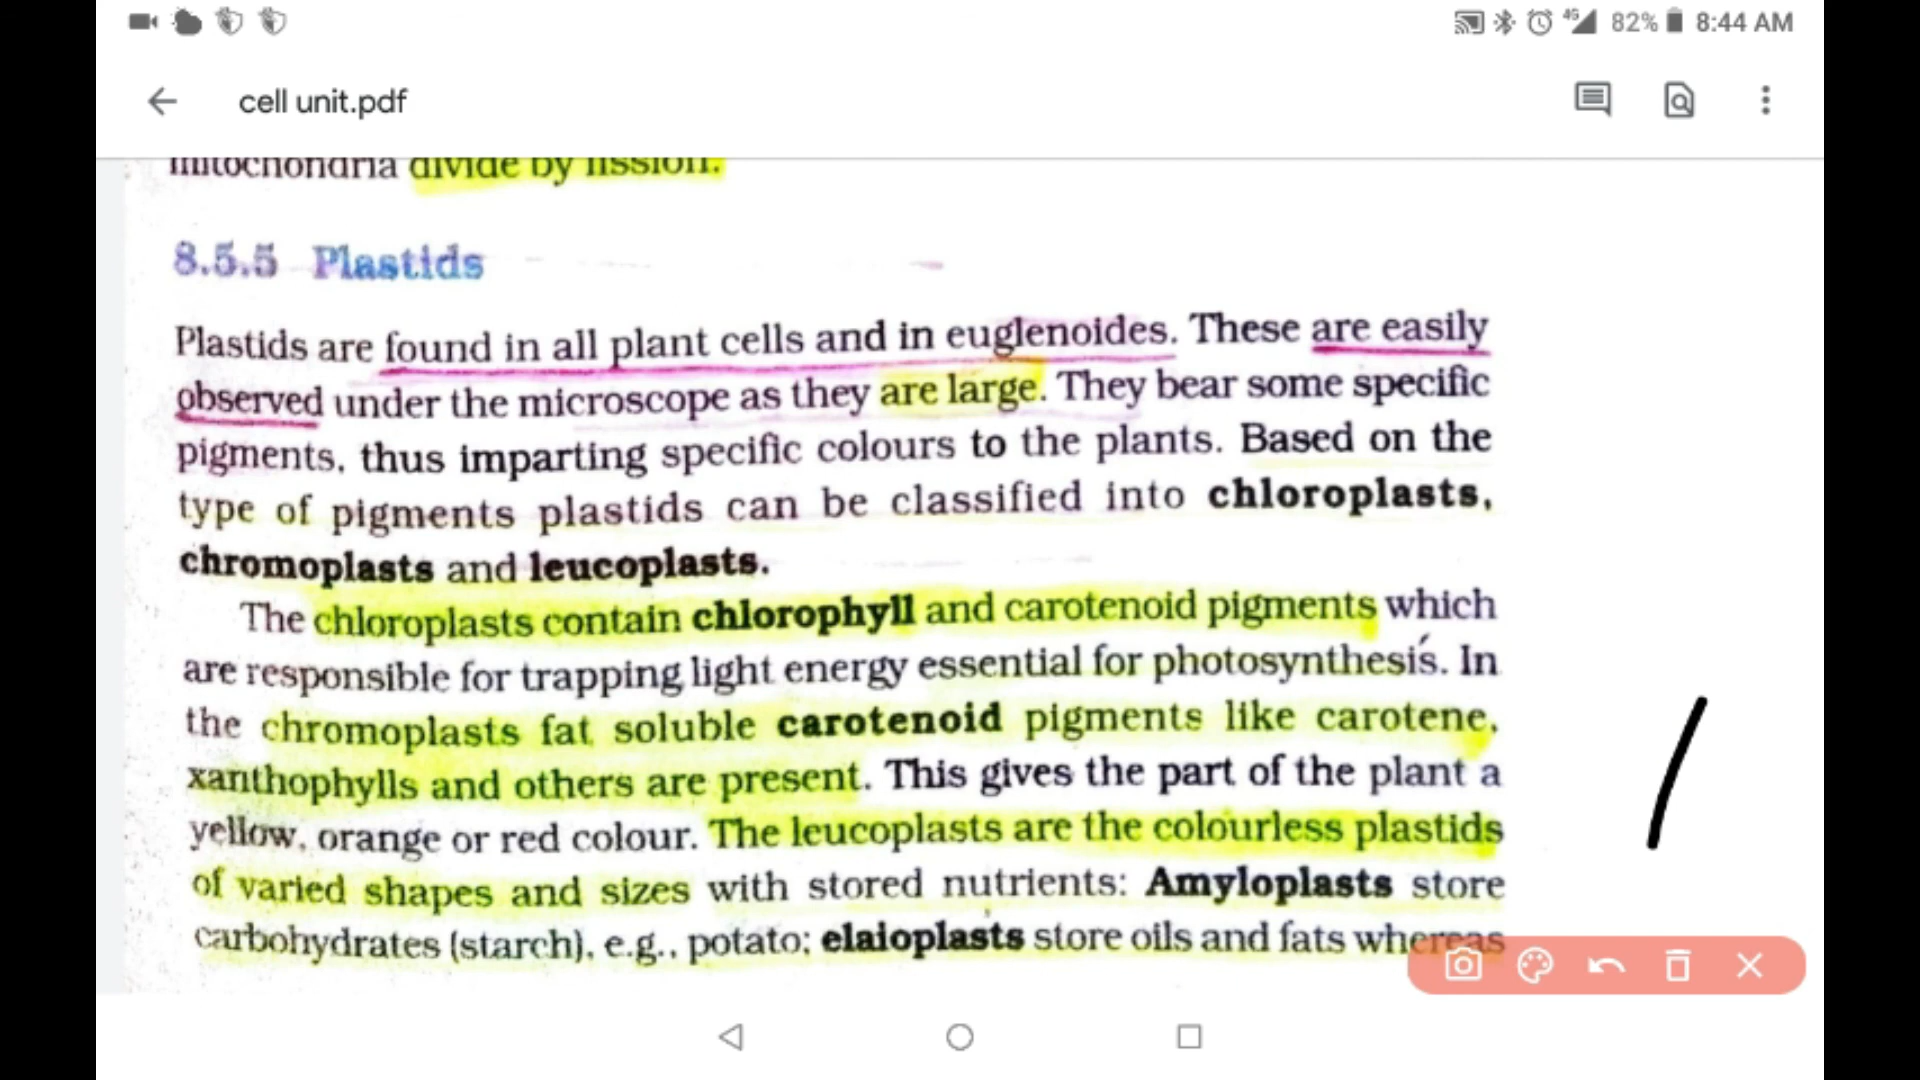 4G 82% 8:44 AM
cell unit.pdf
mitochondria divide by fission.
8.5.5 Plastids
Plastids are found in all plant cells and in euglenoides. These are easily
observed under the microscope as they are large. They bear some specific
pigments, thus imparting specific colours to the plants. Based on the
type of pigments plastids can be classified into chloroplasts,
chromoplasts and leucoplasts.
The chloroplasts contain chlorophyll and carotenoid pigments which
are responsible for trapping light energy essential for photosynthesis. In
the chromoplasts fat soluble carotenoid pigments like carotene,
xanthophylls and others are present. This gives the part of the plant a
yellow, orange or red colour. The leucoplasts are the colourless plastids
of varied shapes and sizes with stored nutrients: Amyloplasts store
carbohydrates (starch), e.g., potato; elaioplasts store oils and fats whereas